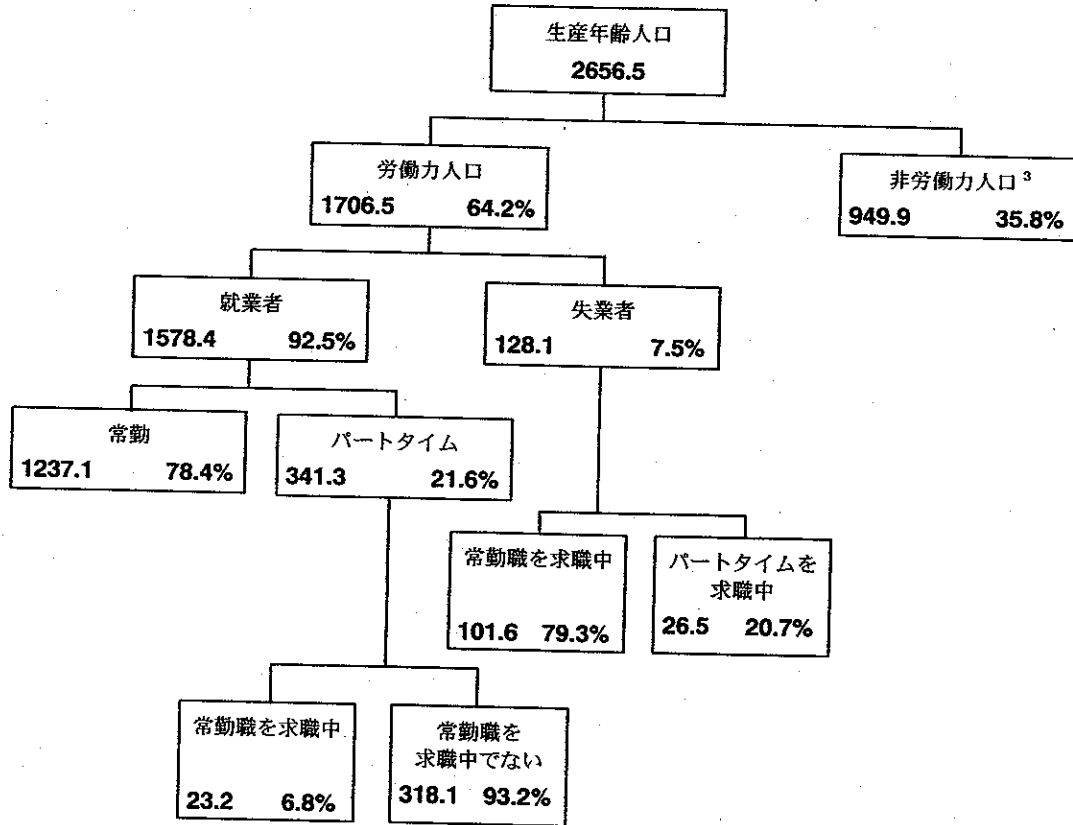 生産年齢人口
2656.5
労働力人口
1706.5 64.2%
非労働力人口 3
949.9 35.8%
就業者
1578.4 92.5%
失業者
128.1 7.5%
常勤
1237.1 78.4%
パートタイム
341.3 21.6%
常勤職を求職中
101.6 79.3%
パートタイムを
求職中
26.5 20.7%
常勤職を求職中
23.2 6.8%
常勤職を
求職中でない
318.1 93.2%